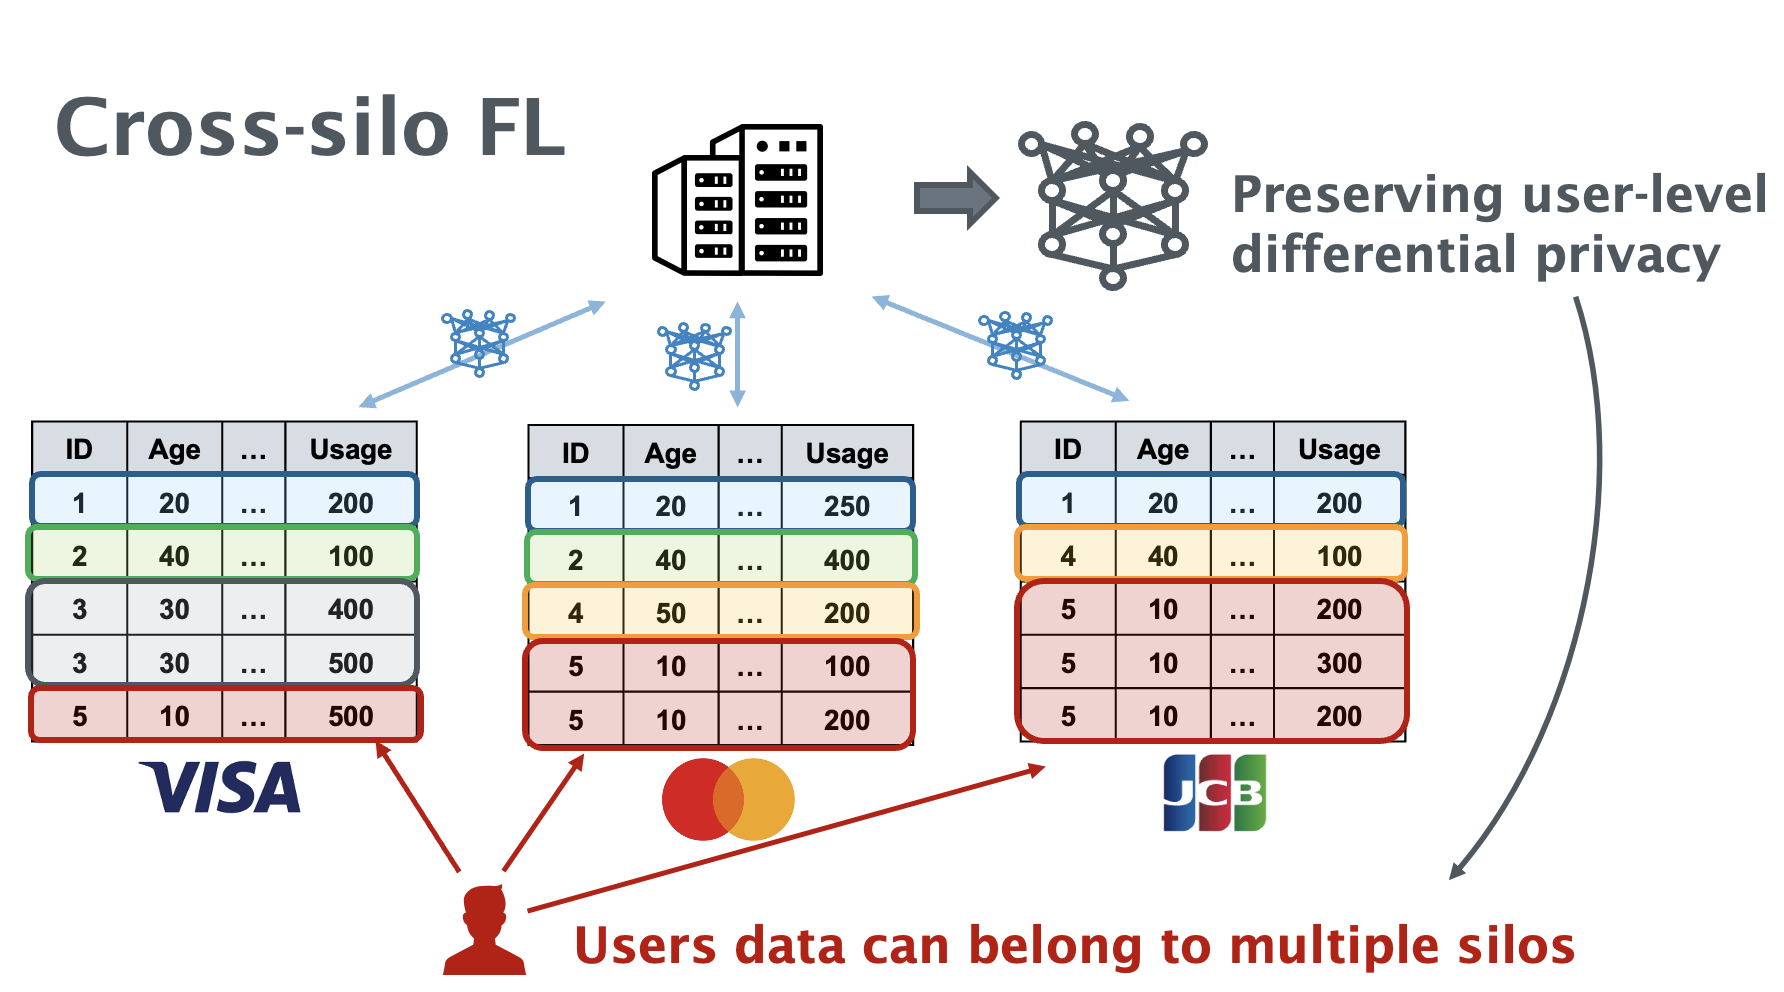 Cross-silo FL
Preserving user-level
differential privacy
ID Age ... Usage
1 20 ... 200
2 40 ... 100
3 30 ... 400
3 30 ... 500
5 10 ... 500
VISA
ID Age ... Usage
1 20 ... 250
2 40 ... 400
4 50 ... 200
5 10 ... 100
5 10 ... 200
ID Age ... Usage
1 20 ... 200
4 40 ... 100
5 10 ... 200
5 10 ... 300
5 10 ... 200
JCB
Users data can belong to multiple silos